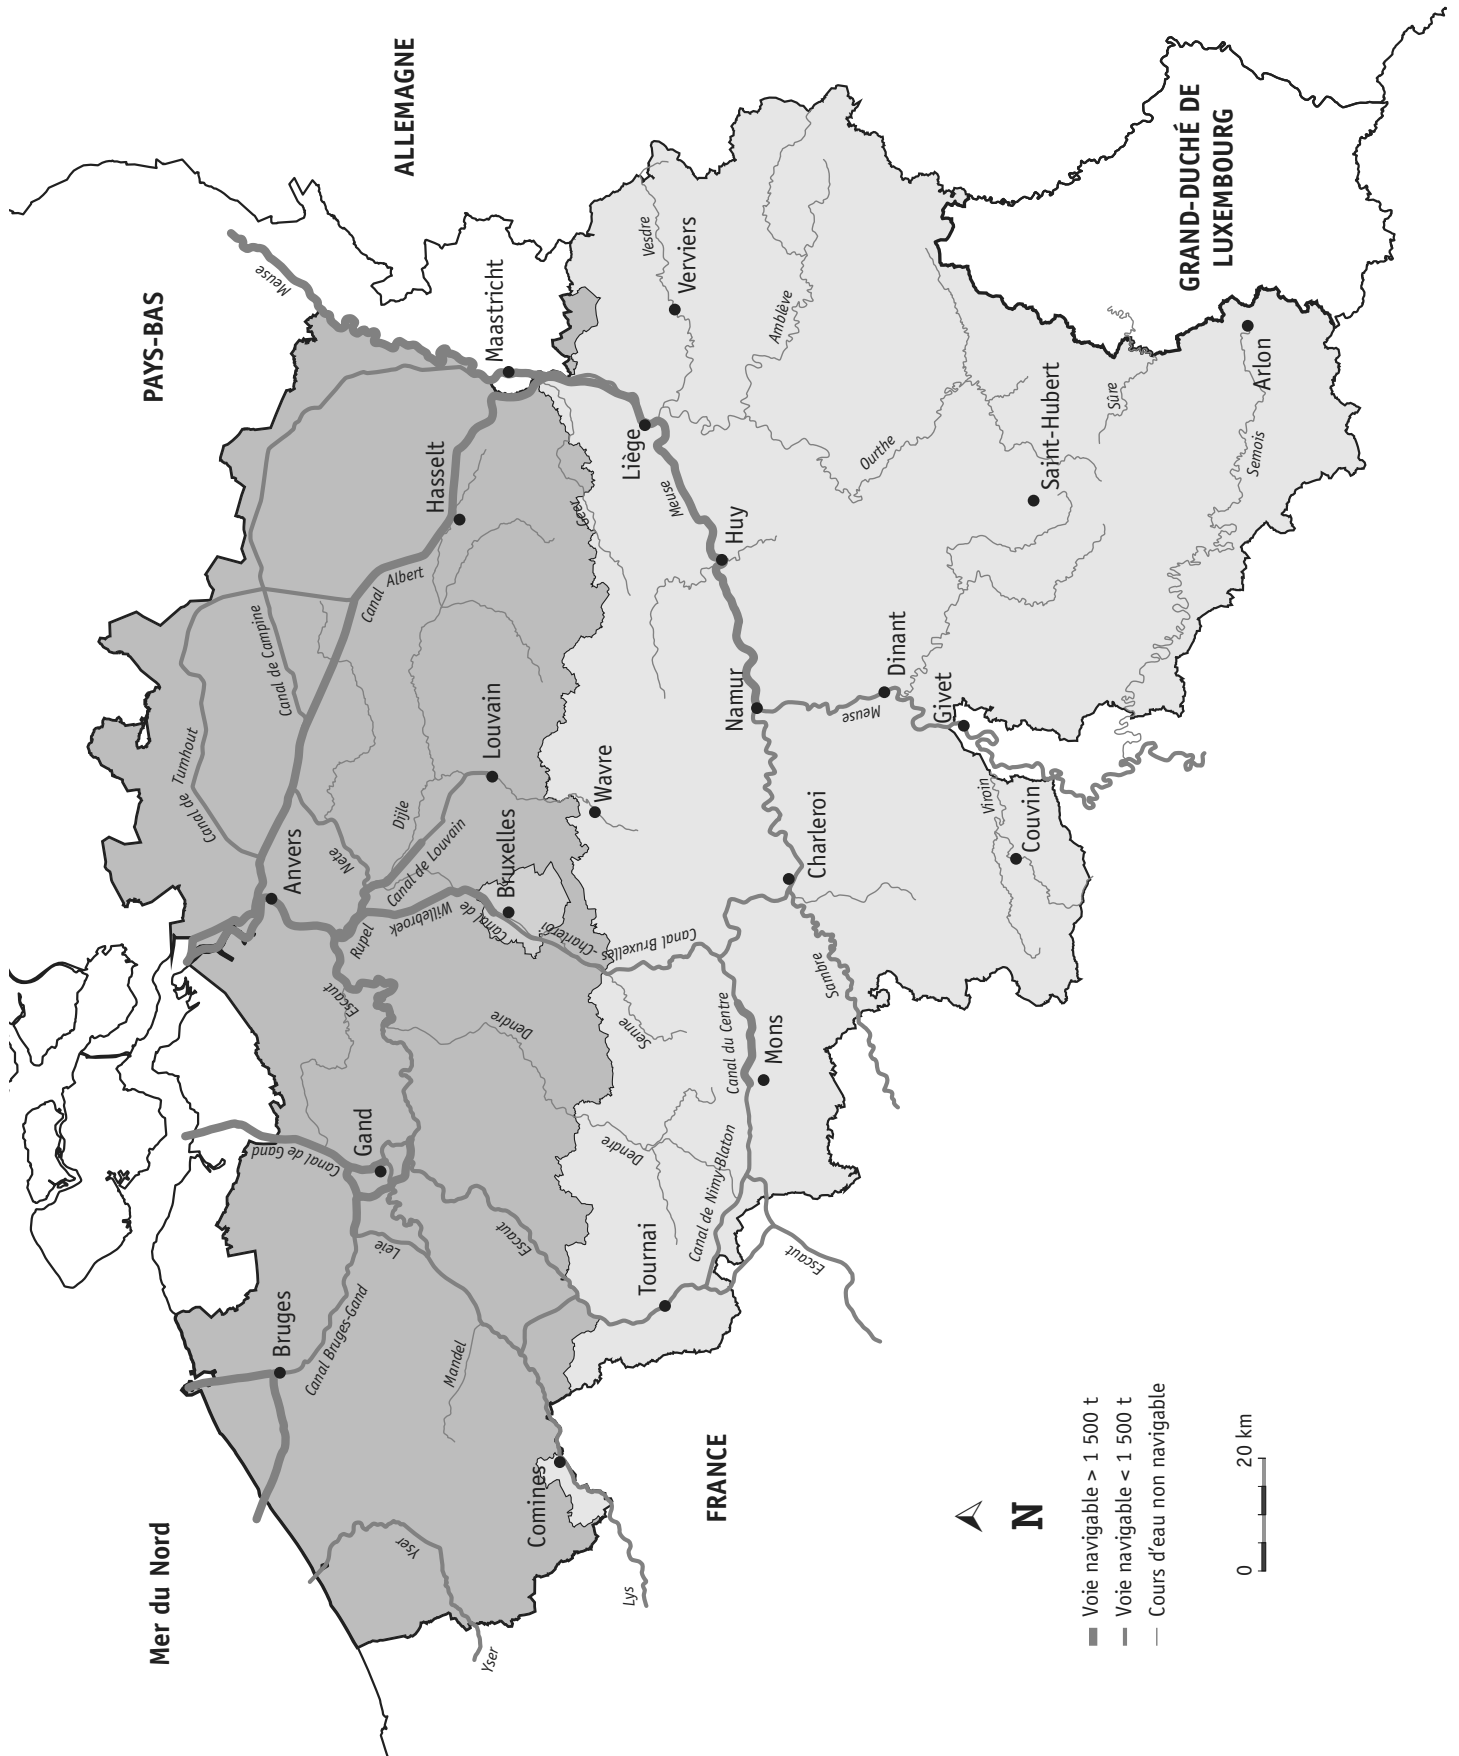 Mer du Nord
PAYS-BAS
ALLEMAGNE
FRANCE
GRAND-DUCHÉ DE
LUXEMBOURG
Bruges
Gand
Anvers
Hasselt
Maastricht
Louvain
Bruxelles
Wavre
Comines
Tournai
Mons
Charleroi
Namur
Huy
Liège
Verviers
Dinant
Givet
Couvin
Saint-Hubert
Arlon
Meuse
Canal de
Turnhout
Canal de Campine
Canal
Albert
Nete
Dijle
Canal de Louvain
Rupel
Canal de
Willebroek
Canal Bruxelles
-Charleroi
Escaut
Dendre
Senne
Canal de Gand
Leie
Canal Bruges-Gand
Mandel
Escaut
Yser
Yser
Lys
Dendre
Canal de Nimy-Blaton
Canal du Centre
Escaut
Sambre
Geer
Meuse
Meuse
Vesdre
Amblève
Ourthe
Sûre
Semois
Viroin
N
Voie navigable > 1 500 t
Voie navigable < 1 500 t
Cours d'eau non navigable
0
20 km